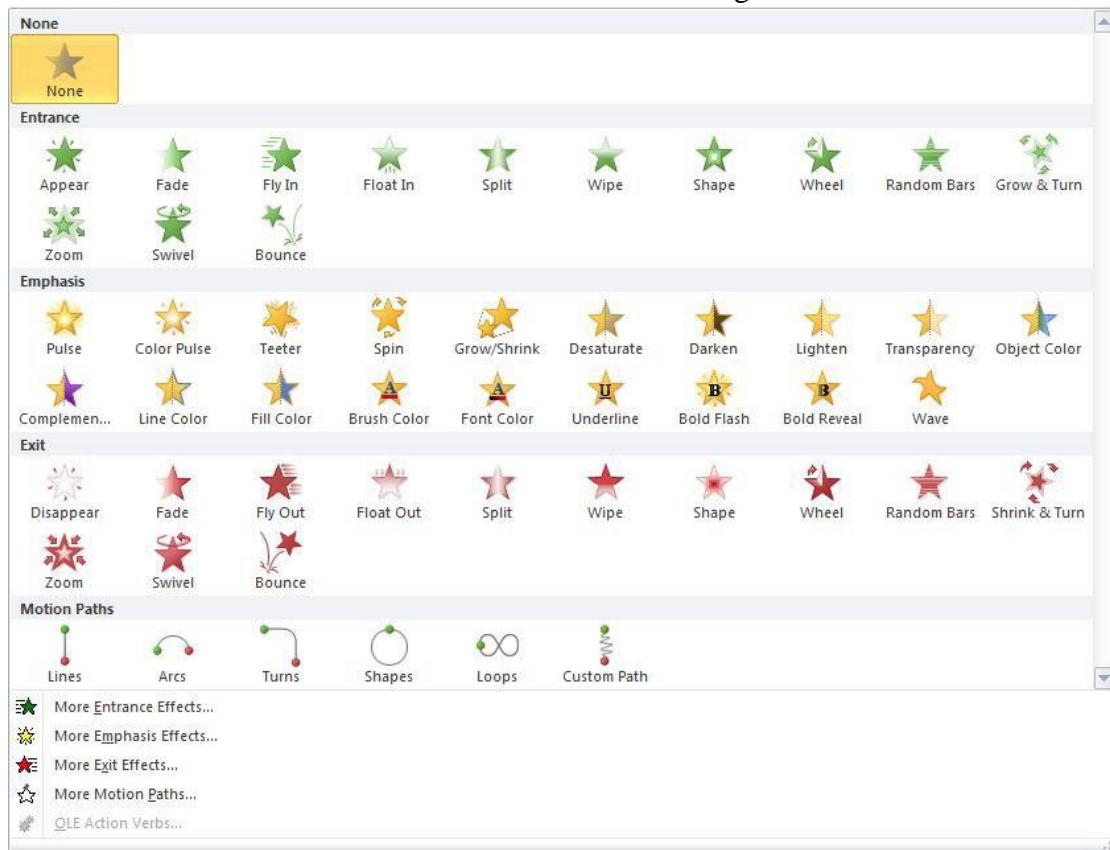 None
None
Entrance
Appear Fade Fly In Float In Split Wipe Shape Wheel Random Bars Grow & Turn
Zoom Swivel Bounce
Emphasis
Pulse Color Pulse Teeter Spin Grow/Shrink Desaturate Darken Lighten Transparency Object Color
Complemen... Line Color Fill Color Brush Color Font Color Underline Bold Flash Bold Reveal Wave
Exit
Disappear Fade Fly Out Float Out Split Wipe Shape Wheel Random Bars Shrink & Turn
Zoom Swivel Bounce
Motion Paths
Lines Arcs Turns Shapes Loops Custom Path
More Entrance Effects...
More Emphasis Effects...
More Exit Effects...
More Motion Paths...
OLE Action Verbs...